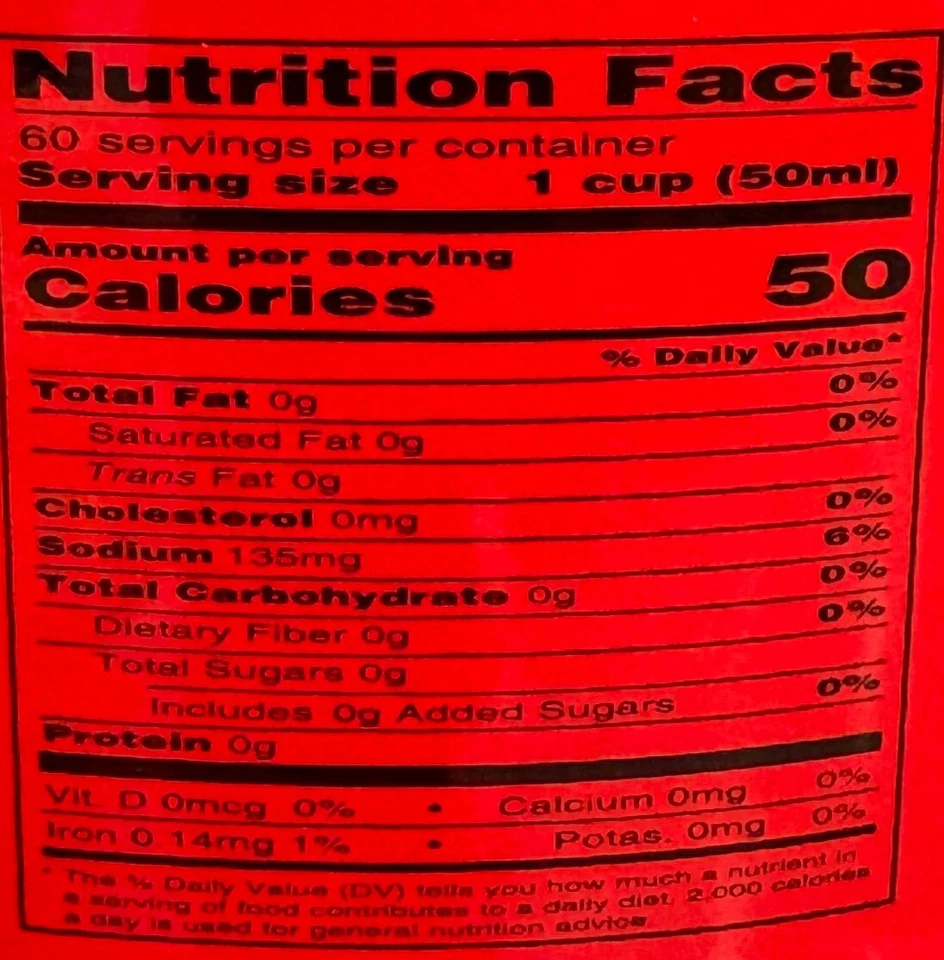 Nutrition Facts
60 servings per container
Serving size 1 cup (50ml)
Amount per serving
Calories 50
% Daily Value*
Total Fat 0g 0%
Saturated Fat 0g 0%
Trans Fat 0g
Cholesterol 0mg 0%
Sodium 135mg 6%
Total Carbohydrate 0g 0%
Dietary Fiber 0g 0%
Total Sugars 0g
Includes 0g Added Sugars 0%
Protein 0g
Vit. D 0mcg 0% • Calcium 0mg 0%
Iron 0 14mg 1% • Potas. 0mg 0%
* The % Daily Value (DV) tells you how much a nutrient in
a serving of food contributes to a daily diet, 2,000 calories
a day is used for general nutrition advice.